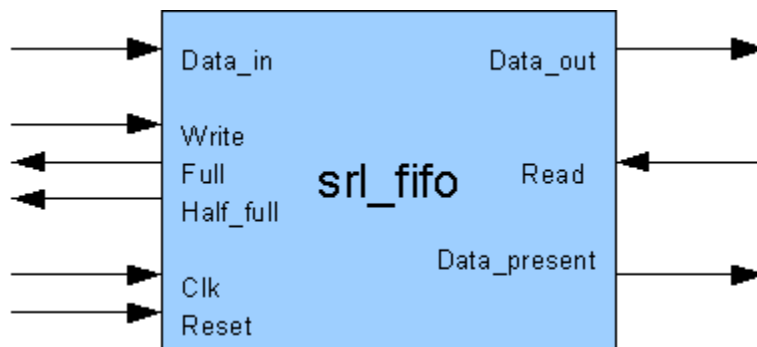 Data_in
Data_out
Write
Full
srl_fifo
Read
Half_full
Data_present
Clk
Reset